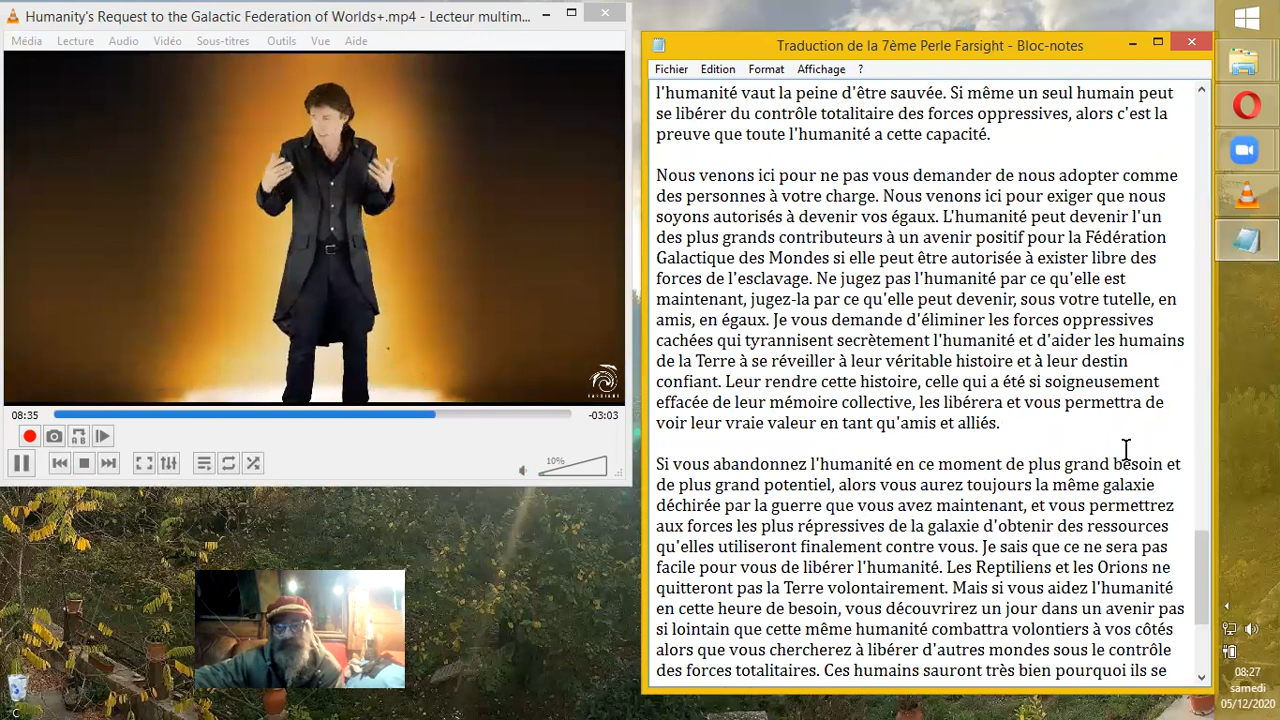 Humanity's Request to the Galactic Federation of Worlds+.mp4 - Lecteur multim...
Média Lecture Audio Vidéo Sous-titres Outils Vue Aide
FARSIGHT
08:35
-03:03
10%
Traduction de la 7ème Perle Farsight - Bloc-notes
Fichier Edition Format Affichage ?
l'humanité vaut la peine d'être sauvée. Si même un seul humain peut
se libérer du contrôle totalitaire des forces oppressives, alors c'est la
preuve que toute l'humanité a cette capacité.
Nous venons ici pour ne pas vous demander de nous adopter comme
des personnes à votre charge. Nous venons ici pour exiger que nous
soyons autorisés à devenir vos égaux. L'humanité peut devenir l'un
des plus grands contributeurs à un avenir positif pour la Fédération
Galactique des Mondes si elle peut être autorisée à exister libre des
forces de l'esclavage. Ne jugez pas l'humanité par ce qu'elle est
maintenant, jugez-la par ce qu'elle peut devenir, sous votre tutelle, en
amis, en égaux. Je vous demande d'éliminer les forces oppressives
cachées qui tyrannisent secrètement l'humanité et d'aider les humains
de la Terre à se réveiller à leur véritable histoire et à leur destin
confiant. Leur rendre cette histoire, celle qui a été si soigneusement
effacée de leur mémoire collective, les libérera et vous permettra de
voir leur vraie valeur en tant qu'amis et alliés.
Si vous abandonnez l'humanité en ce moment de plus grand besoin et
de plus grand potentiel, alors vous aurez toujours la même galaxie
déchirée par la guerre que vous avez maintenant, et vous permettrez
aux forces les plus répressives de la galaxie d'obtenir des ressources
qu'elles utiliseront finalement contre vous. Je sais que ce ne sera pas
facile pour vous de libérer l'humanité. Les Reptiliens et les Orions ne
quitteront pas la Terre volontairement. Mais si vous aidez l'humanité
en cette heure de besoin, vous découvrirez un jour dans un avenir pas
si lointain que cette même humanité combattra volontiers à vos côtés
alors que vous chercherez à libérer d'autres mondes sous le contrôle
des forces totalitaires. Ces humains sauront très bien pourquoi ils se
08:27
samedi
05/12/2020
C